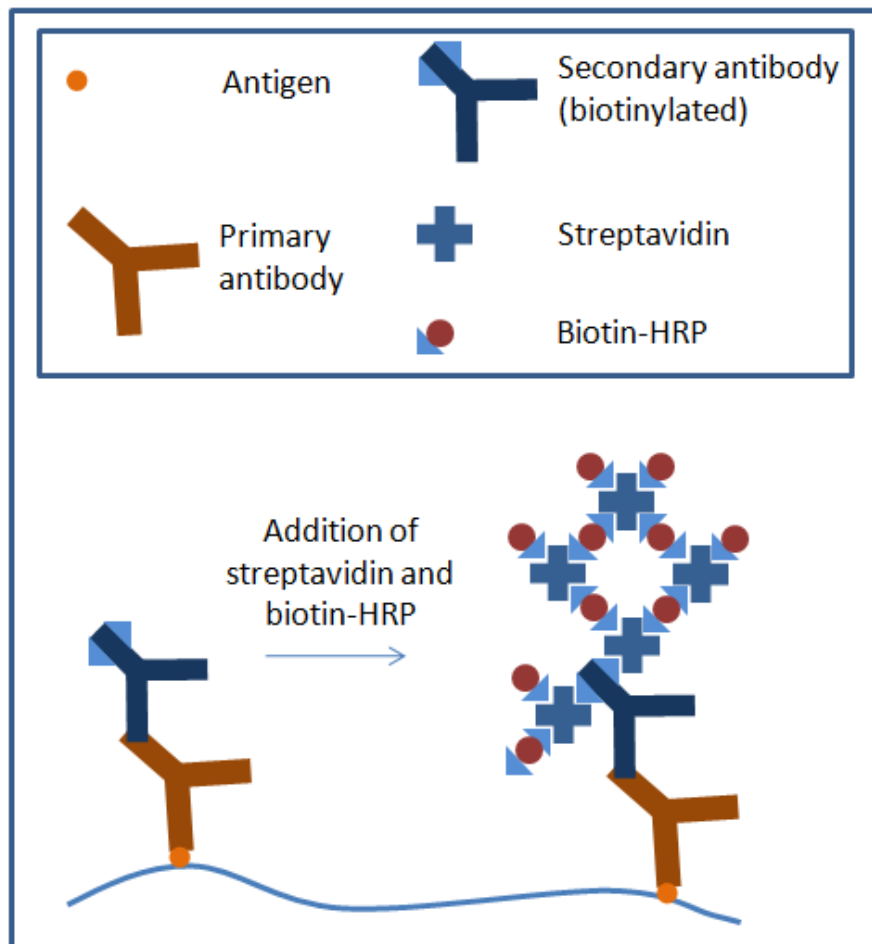 Antigen
Secondary antibody
(biotinylated)
Primary
antibody
Streptavidin
Biotin-HRP
Addition of
streptavidin and
biotin-HRP